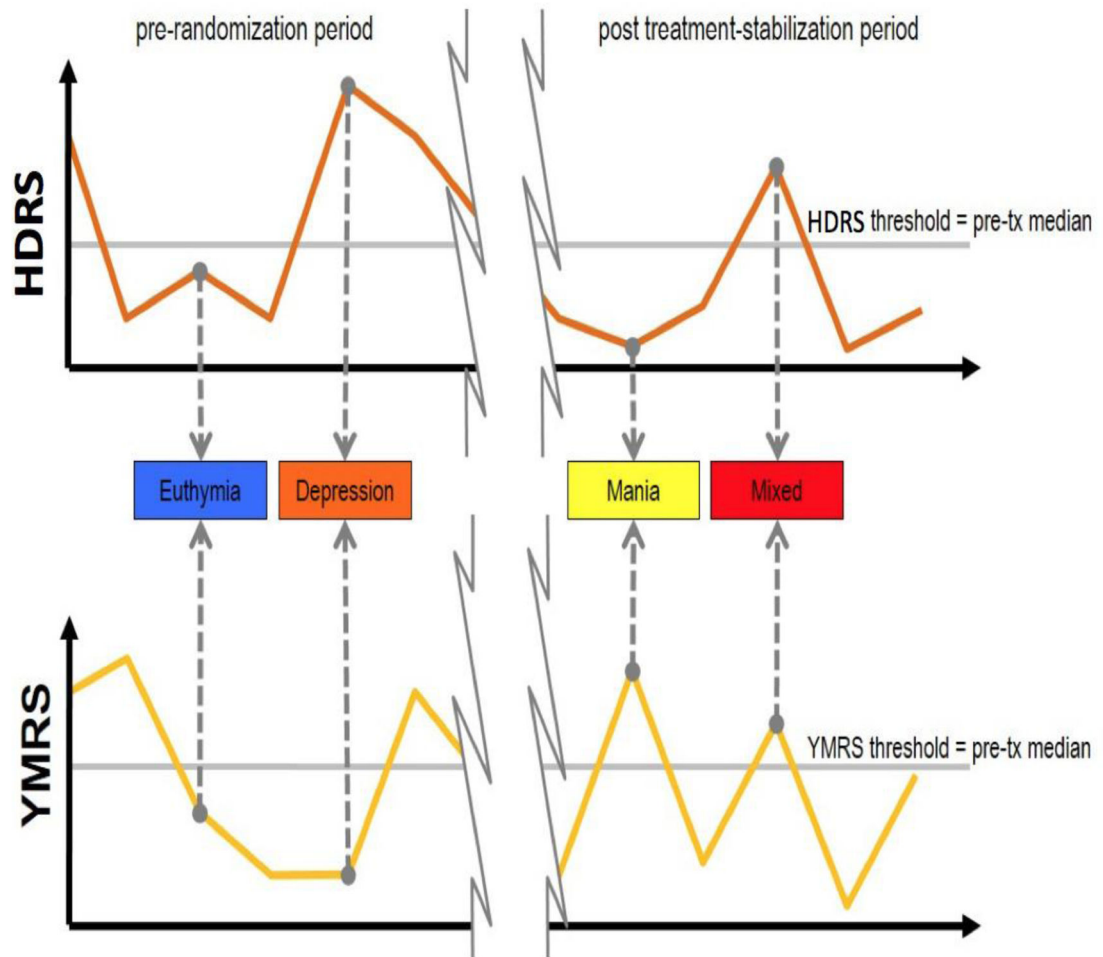 pre-randomization period
post treatment-stabilization period
HDRS
HDRS threshold = pre-tx median
Euthymia
Depression
Mania
Mixed
YMRS
YMRS threshold = pre-tx median